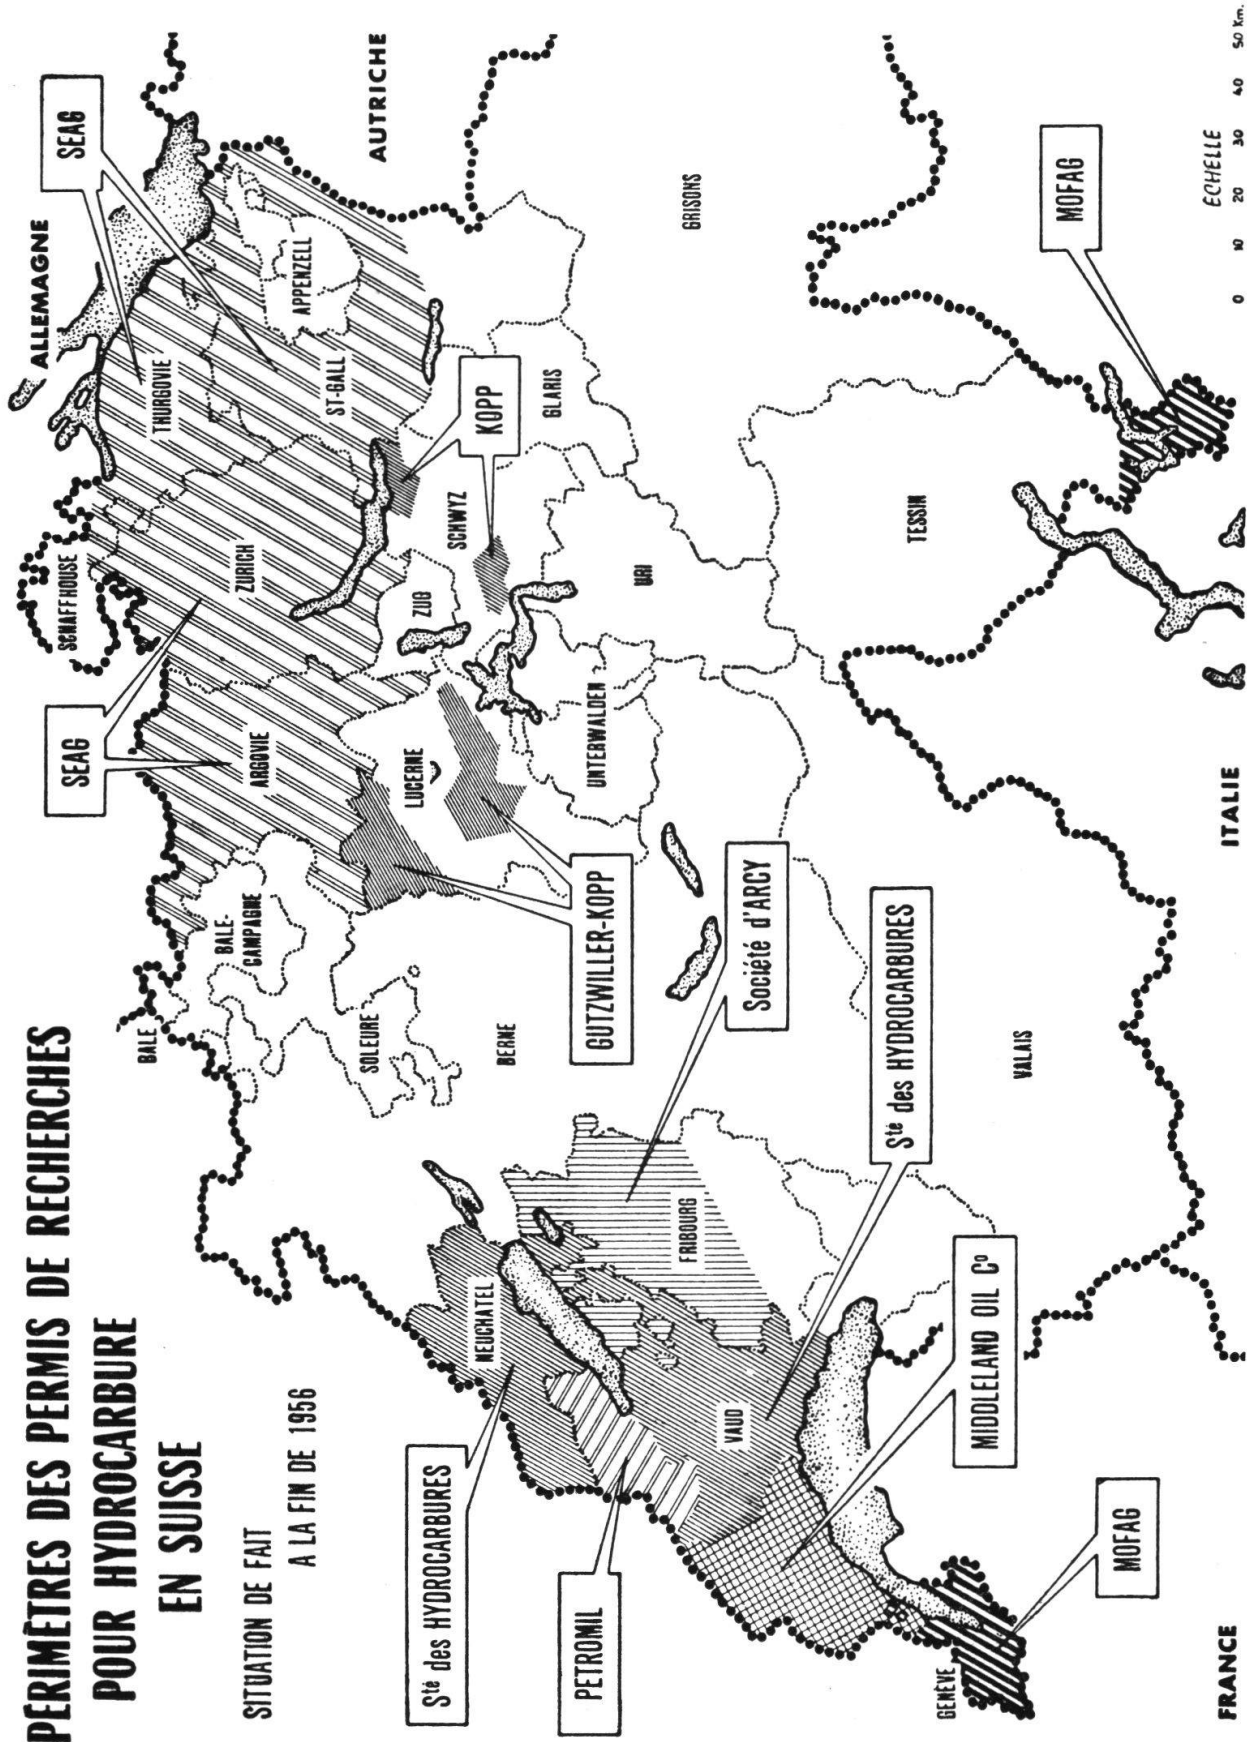 PÉRIMÈTRES DES PERMIS DE RECHERCHES
POUR HYDROCARBURE
EN SUISSE
SITUATION DE FAIT
A LA FIN DE 1956
ALLEMAGNE
AUTRICHE
ITALIE
FRANCE
SEAG
SEAG
SCHAFFHOUSE
THURGOVIE
ZURICH
ARGOVIE
ST-GALL
APPENZELL
BALE
BALE-
CAMPAGNE
SOLEURE
BERNE
LUCERNE
ZUG
SCHWYZ
KOPP
GLARIS
GRISONS
URI
UNTERWALDEN
GUTZWILLER-KOPP
Société d'ARCY
Sté des HYDROCARBURES
NEUCHATEL
FRIBOURG
VAUD
Sté des HYDROCARBURES
PETROMIL
MIDDLELAND OIL Co
MOFAG
GENÈVE
VALAIS
TESSIN
MOFAG
ECHELLE
0 10 20 30 40 50 Km.